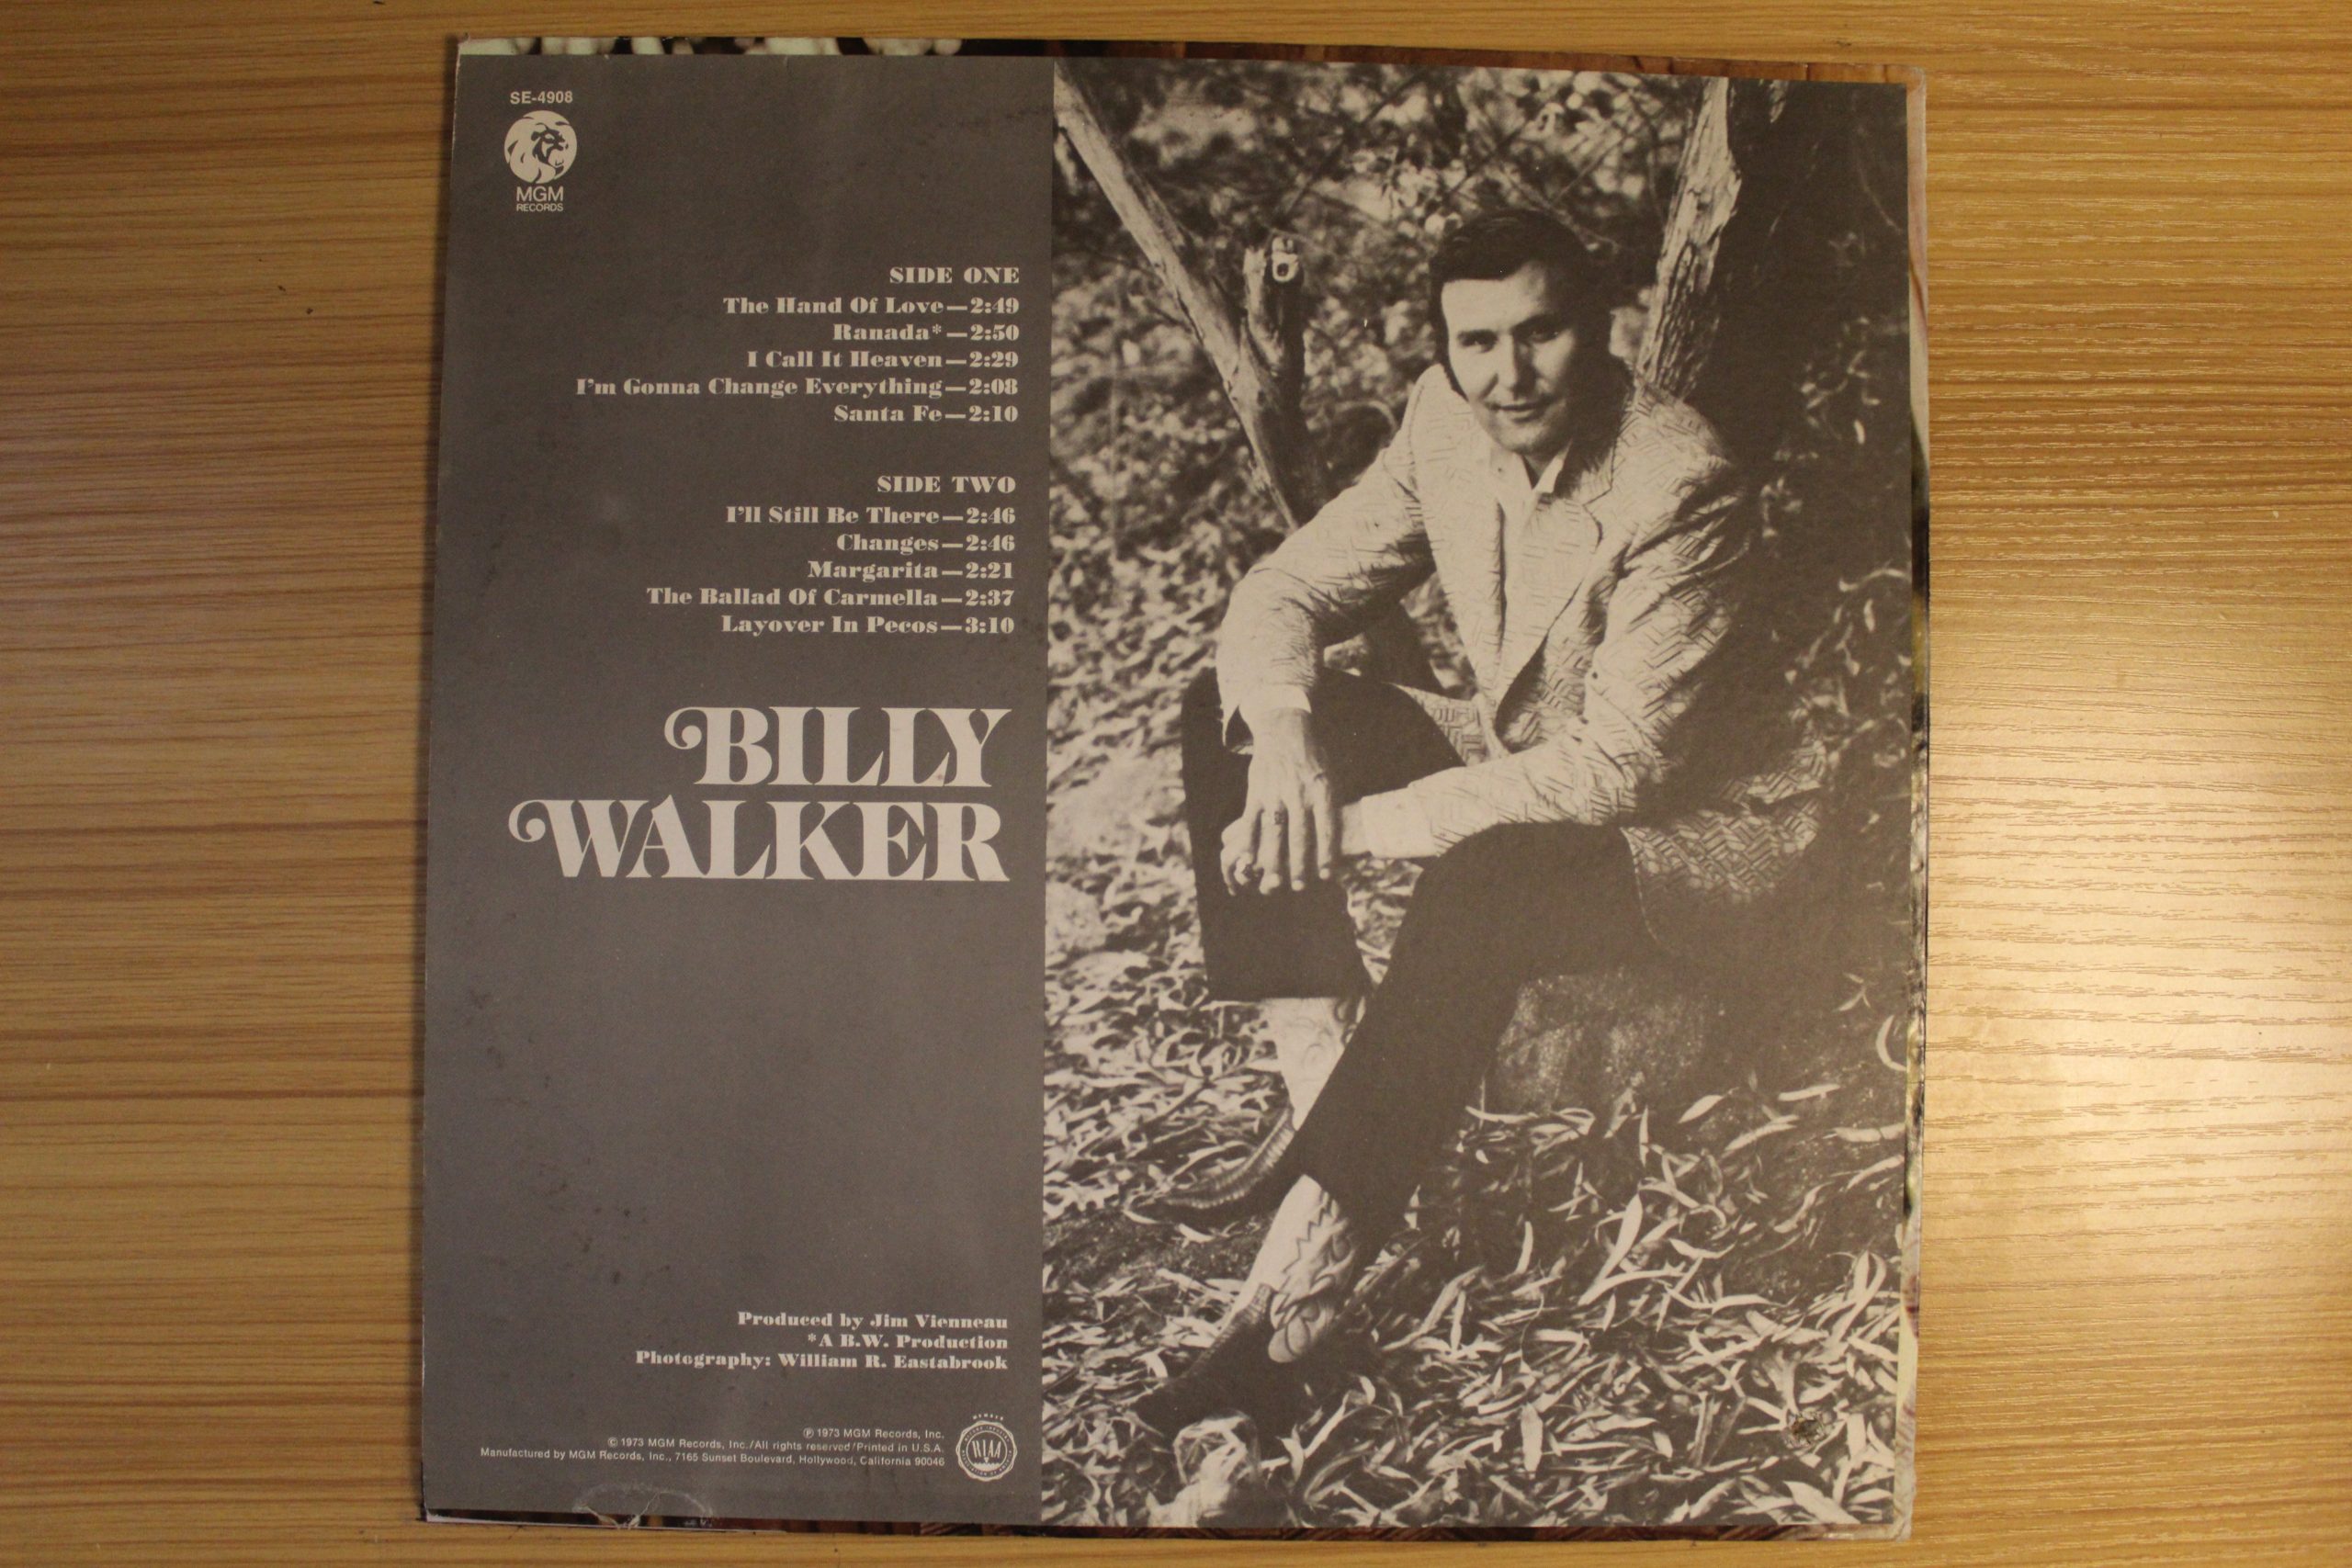 SE-4908
MGM
RECORDS
SIDE ONE
The Hand Of Love—2:49
Ranada*—2:50
I Call It Heaven—2:29
I'm Gonna Change Everything—2:08
Santa Fe—2:10
SIDE TWO
I'll Still Be There—2:46
Changes—2:46
Margarita—2:21
The Ballad Of Carmella—2:37
Layover In Pecos—3:10
BILLY
WALKER
Produced by Jim Vienneau
*A B.W. Production
Photography: William R. Eastabrook
℗ 1973 MGM Records, Inc.
© 1973 MGM Records, Inc./All rights reserved/Printed in U.S.A.
Manufactured by MGM Records, Inc., 7165 Sunset Boulevard, Hollywood, California 90046
MEMBER
RIAA